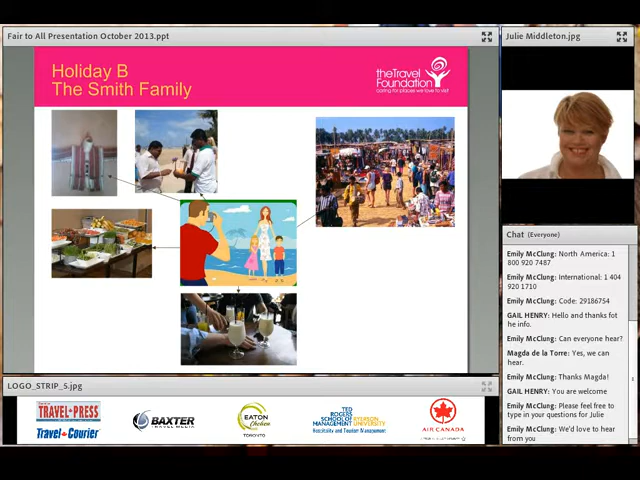 Fair to All Presentation October 2013.ppt
Holiday B
The Smith Family
theTravel
Foundation
caring for places we love to visit
Julie Middleton.jpg
Chat (Everyone)
Emily McClung: North America: 1
800 920 7487
Emily McClung: International: 1 404
920 1710
Emily McClung: Code: 29186754
GAIL HENRY: Hello and thanks fot
he info.
Emily McClung: Can everyone hear?
Magda de la Torre: Yes, we can
hear.
Emily McClung: Thanks Magda!
GAIL HENRY: You are welcome
Emily McClung: Please feel free to
type in your questions for Julie
Emily McClung: We'd love to hear
from you
LOGO_STRIP_5.jpg
TRAVEL PRESS
Travel Courier
BAXTER
TRAVEL MEDIA
EATON
Chelsea
TORONTO
TED
ROGERS
SCHOOL OF
MANAGEMENT
RYERSON
UNIVERSITY
Hospitality and Tourism Management
AIR CANADA